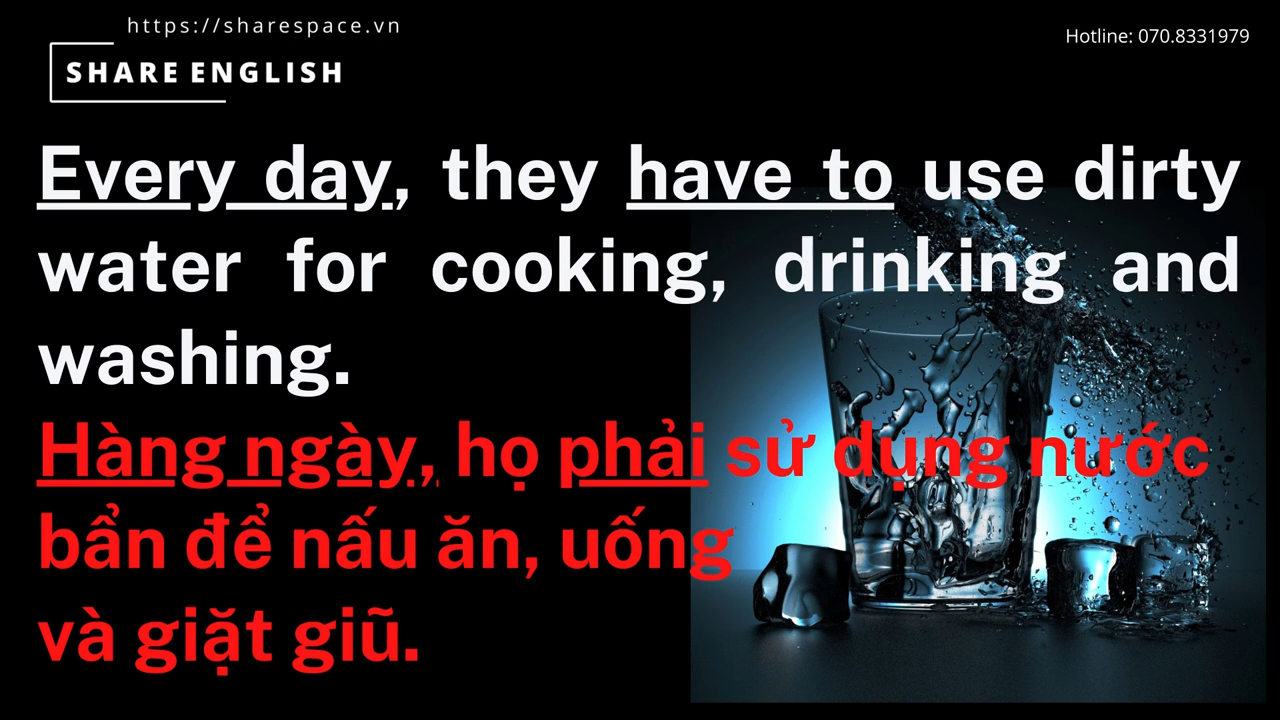 https://sharespace.vn
Hotline: 070.8331979
SHARE ENGLISH
Every day, they have to use dirty
water for cooking, drinking and
washing.
Hàng ngày, họ phải sử dụng nước
bẩn để nấu ăn, uống
và giặt giũ.